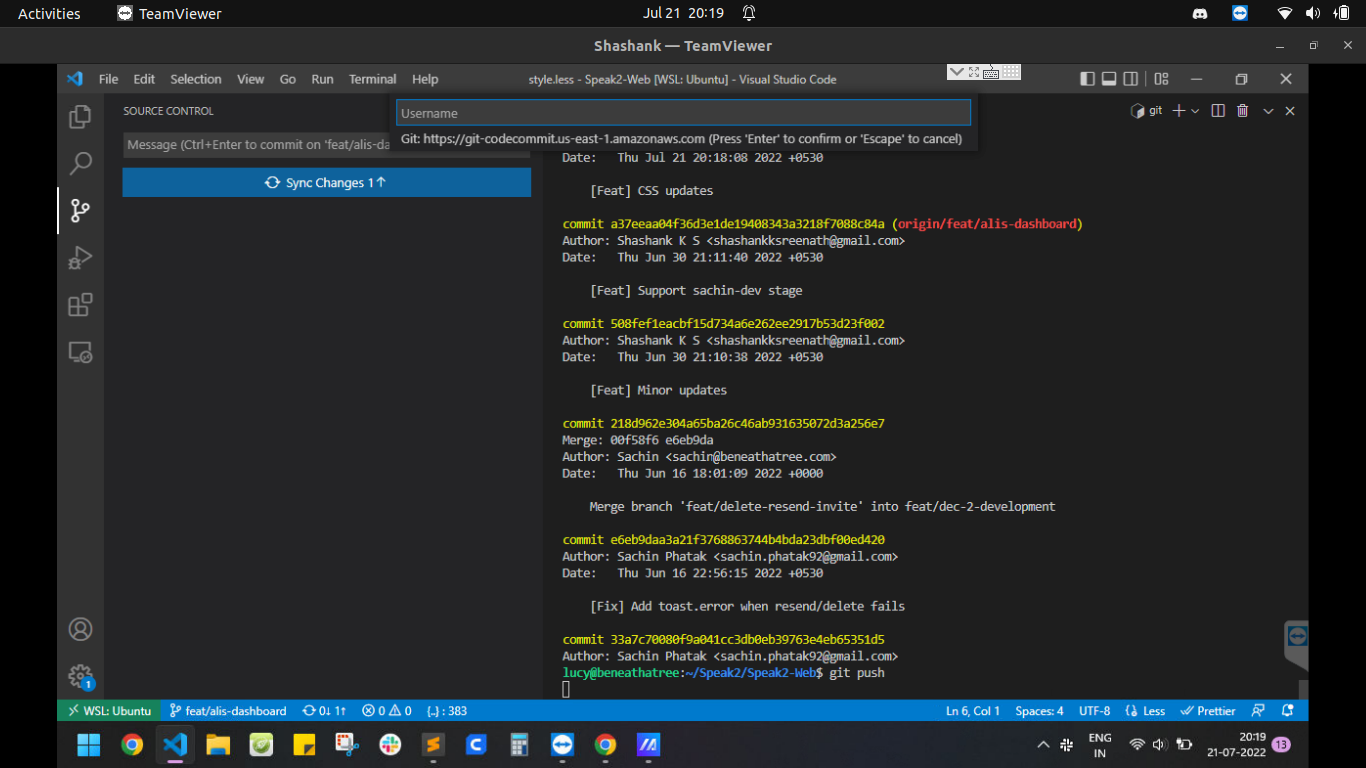 Activities TeamViewer Jul 21 20:19
Shashank — TeamViewer
File Edit Selection View Go Run Terminal Help style.less - Speak2-Web [WSL: Ubuntu] - Visual Studio Code
SOURCE CONTROL
Username
git
Git: https://git-codecommit.us-east-1.amazonaws.com (Press 'Enter' to confirm or 'Escape' to cancel)
Message (Ctrl+Enter to commit on 'feat/alis-da
Sync Changes 1↑
Date: Thu Jul 21 20:18:08 2022 +0530
[Feat] CSS updates
commit a37eeaa04f36d3e1de19408343a3218f7088c84a (origin/feat/alis-dashboard)
Author: Shashank K S <shashankksreenath@gmail.com>
Date: Thu Jun 30 21:11:40 2022 +0530
[Feat] Support sachin-dev stage
commit 508fef1eacbf15d734a6e262ee2917b53d23f002
Author: Shashank K S <shashankksreenath@gmail.com>
Date: Thu Jun 30 21:10:38 2022 +0530
[Feat] Minor updates
commit 218d962e304a65ba26c46ab931635072d3a256e7
Merge: 00f58f6 e6eb9da
Author: Sachin <sachin@beneathatree.com>
Date: Thu Jun 16 18:01:09 2022 +0000
Merge branch 'feat/delete-resend-invite' into feat/dec-2-development
commit e6eb9daa3a21f3768863744b4bda23dbf00ed420
Author: Sachin Phatak <sachin.phatak92@gmail.com>
Date: Thu Jun 16 22:56:15 2022 +0530
[Fix] Add toast.error when resend/delete fails
commit 33a7c70080f9a041cc3db0eb39763e4eb65351d5
Author: Sachin Phatak <sachin.phatak92@gmail.com>
lucy@beneathatree:~/Speak2/Speak2-Web$ git push
1
WSL: Ubuntu feat/alis-dashboard 0↓ 1↑ 0 0 {..} : 383 Ln 6, Col 1 Spaces: 4 UTF-8 Less Prettier
ENG
IN
20:19
21-07-2022
13